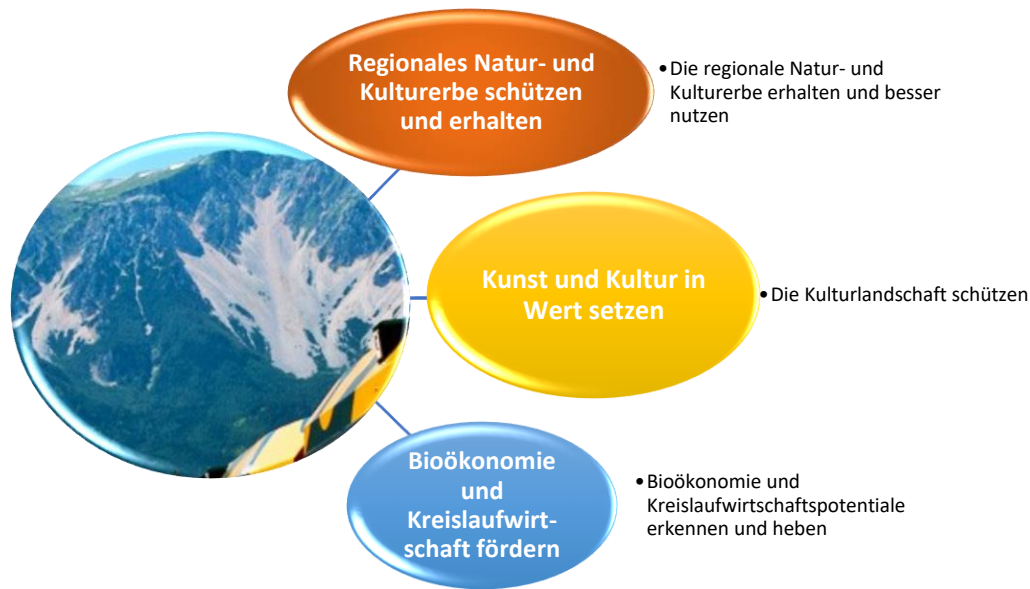 Regionales Natur- und
Kulturerbe schützen
und erhalten
•Die regionale Natur- und
Kulturerbe erhalten und besser
nutzen
Kunst und Kultur in
Wert setzen
•Die Kulturlandschaft schützen
Bioökonomie
und
Kreislaufwirt-
schaft fördern
•Bioökonomie und
Kreislaufwirtschaftspotentiale
erkennen und heben